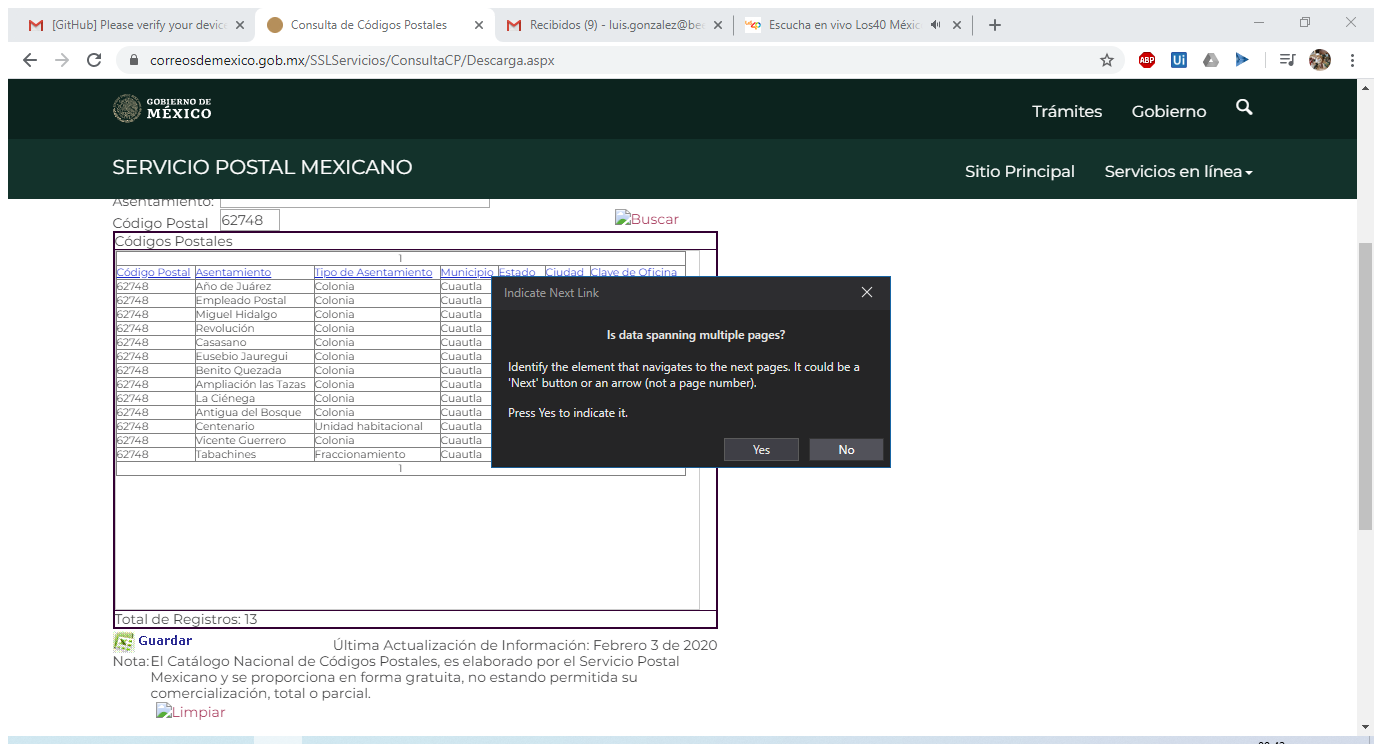 [GitHub] Please verify your device
Consulta de Códigos Postales
Recibidos (9) - luis.gonzalez@be
Escucha en vivo Los40 Méxic
correosdemexico.gob.mx/SSLServicios/ConsultaCP/Descarga.aspx
ABP
Ui
GOBIERNO DE
MÉXICO
Trámites Gobierno
SERVICIO POSTAL MEXICANO
Sitio Principal Servicios en línea
Asentamiento:
Código Postal 62748
Buscar
Códigos Postales
1
Código Postal Asentamiento Tipo de Asentamiento Municipio Estado Ciudad Clave de Oficina
62748 Año de Juárez Colonia Cuautla
62748 Empleado Postal Colonia Cuautla
62748 Miguel Hidalgo Colonia Cuautla
62748 Revolución Colonia Cuautla
62748 Casasano Colonia Cuautla
62748 Eusebio Jauregui Colonia Cuautla
62748 Benito Quezada Colonia Cuautla
62748 Ampliación las Tazas Colonia Cuautla
62748 La Ciénega Colonia Cuautla
62748 Antigua del Bosque Colonia Cuautla
62748 Centenario Unidad habitacional Cuautla
62748 Vicente Guerrero Colonia Cuautla
62748 Tabachines Fraccionamiento Cuautla
1
Indicate Next Link
Is data spanning multiple pages?
Identify the element that navigates to the next pages. It could be a
'Next' button or an arrow (not a page number).
Press Yes to indicate it.
Yes No
Total de Registros: 13
Guardar
Última Actualización de Información: Febrero 3 de 2020
Nota: El Catálogo Nacional de Códigos Postales, es elaborado por el Servicio Postal
Mexicano y se proporciona en forma gratuita, no estando permitida su
comercialización, total o parcial.
Limpiar